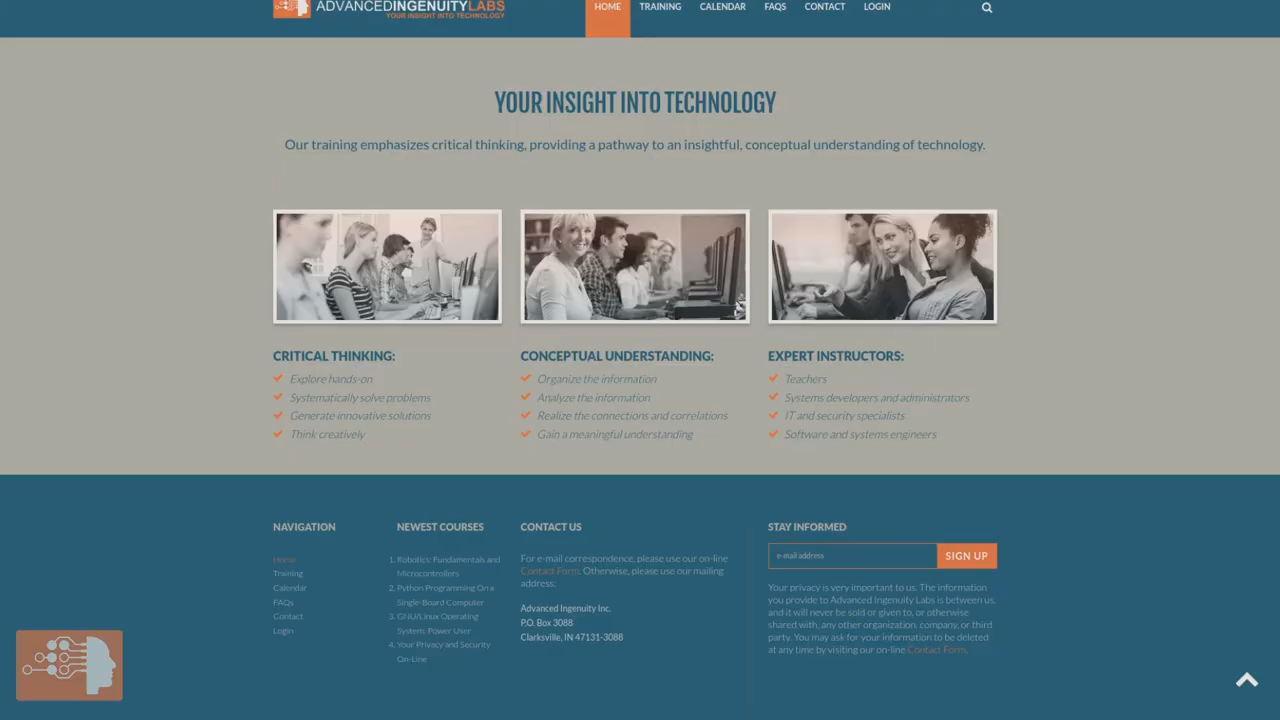 ADVANCEDINGENUITYLABS
YOUR INSIGHT INTO TECHNOLOGY
HOME TRAINING CALENDAR FAQS CONTACT LOGIN
YOUR INSIGHT INTO TECHNOLOGY
Our training emphasizes critical thinking, providing a pathway to an insightful, conceptual understanding of technology.
CRITICAL THINKING:
Explore hands-on
Systematically solve problems
Generate innovative solutions
Think creatively
CONCEPTUAL UNDERSTANDING:
Organize the information
Analyze the information
Realize the connections and correlations
Gain a meaningful understanding
EXPERT INSTRUCTORS:
Teachers
Systems developers and administrators
IT and security specialists
Software and systems engineers
NAVIGATION
Home
Training
Calendar
FAQs
Contact
Login
NEWEST COURSES
1. Robotics: Fundamentals and
Microcontrollers
2. Python Programming On a
Single-Board Computer
3. GNU/Linux Operating
System: Power User
4. Your Privacy and Security
On-Line
CONTACT US
For e-mail correspondence, please use our on-line
Contact Form. Otherwise, please use our mailing
address:
Advanced Ingenuity Inc.
P.O. Box 3088
Clarksville, IN 47131-3088
STAY INFORMED
e-mail address SIGN UP
Your privacy is very important to us. The information
you provide to Advanced Ingenuity Labs is between us,
and it will never be sold or given to, or otherwise
shared with, any other organization, company, or third
party. You may ask for your information to be deleted
at any time by visiting our on-line Contact Form.